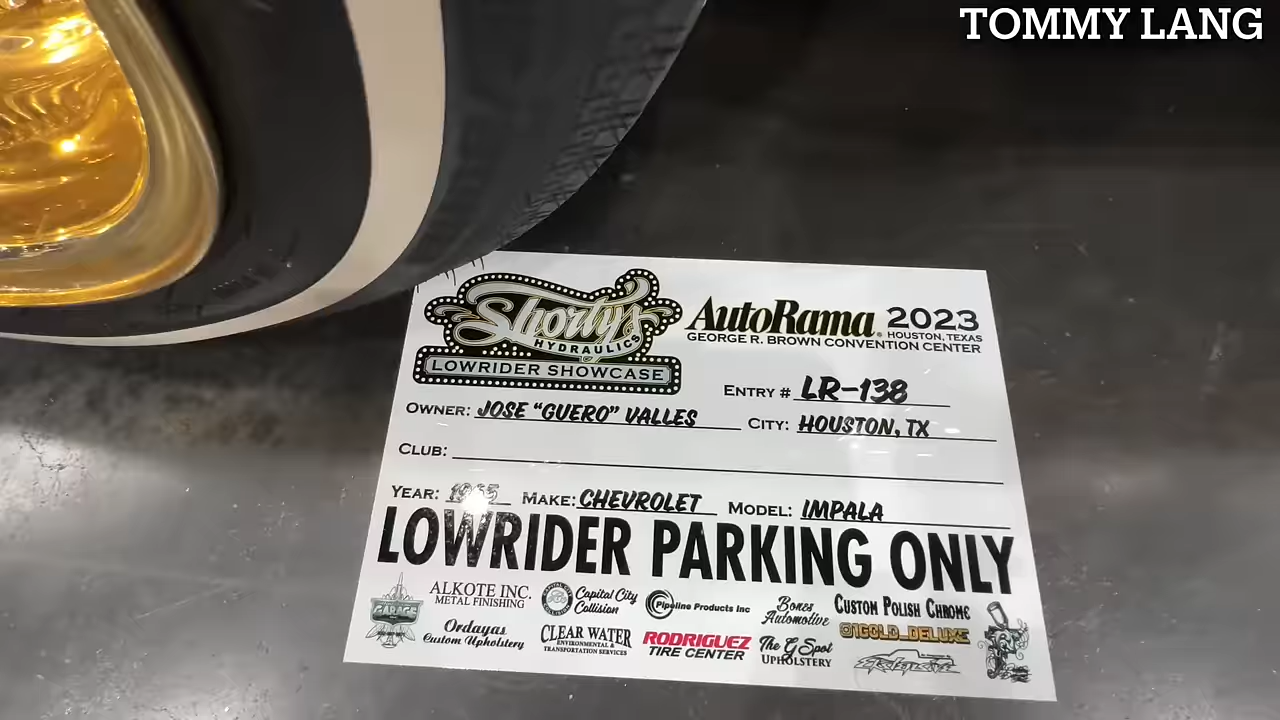 TOMMY LANG
Shorty's
HYDRAULICS
LOWRIDER SHOWCASE
AutoRama 2023
HOUSTON, TEXAS
GEORGE R. BROWN CONVENTION CENTER
ENTRY # LR-138
OWNER: JOSE "GUERO" VALLES CITY: HOUSTON, TX
CLUB:
YEAR: 1965 MAKE: CHEVROLET MODEL: IMPALA
LOWRIDER PARKING ONLY
GARAGE
ALKOTE INC.
METAL FINISHING
Capital City
Collision
Pipeline Products Inc
Bones
Automotive
CUSTOM POLISH CHROME
@1GOLD_DELUXE
Ordayas
Custom Upholstery
CLEAR WATER
ENVIRONMENTAL &
TRANSPORTATION SERVICES
RODRIGUEZ
TIRE CENTER
The G Spot
UPHOLSTERY